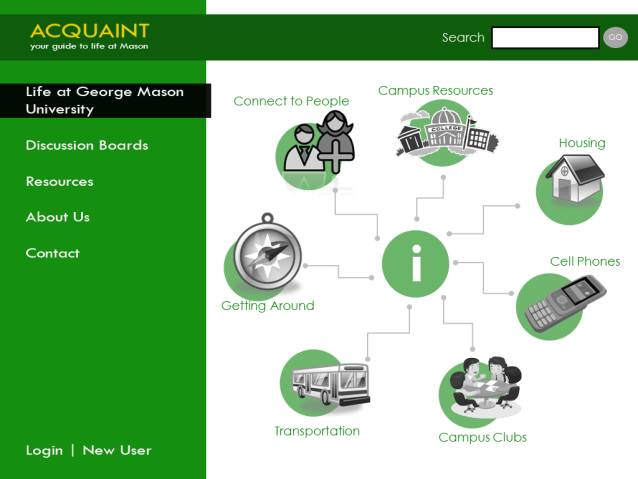 ACQUAINT
your guide to life at Mason
Search
GO
Life at George Mason
University
Discussion Boards
Resources
About Us
Contact
Login | New User
Connect to People
Campus Resources
COLLEGE
Housing
Getting Around
i
Cell Phones
Transportation
Campus Clubs